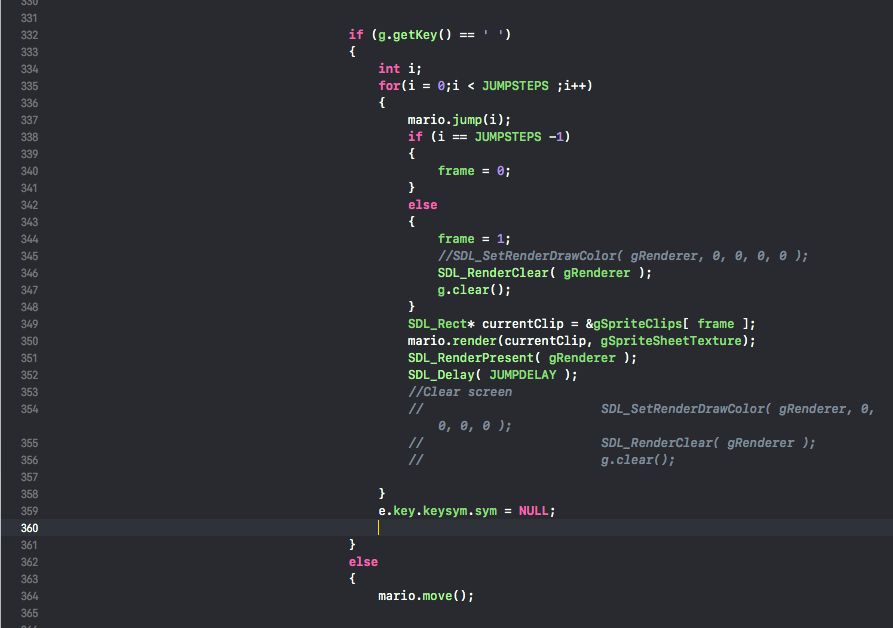 330
331
332 if (g.getKey() == ' ')
333 {
334 int i;
335 for(i = 0;i < JUMPSTEPS ;i++)
336 {
337 mario.jump(i);
338 if (i == JUMPSTEPS -1)
339 {
340 frame = 0;
341 }
342 else
343 {
344 frame = 1;
345 //SDL_SetRenderDrawColor( gRenderer, 0, 0, 0, 0 );
346 SDL_RenderClear( gRenderer );
347 g.clear();
348 }
349 SDL_Rect* currentClip = &gSpriteClips[ frame ];
350 mario.render(currentClip, gSpriteSheetTexture);
351 SDL_RenderPresent( gRenderer );
352 SDL_Delay( JUMPDELAY );
353 //Clear screen
354 // SDL_SetRenderDrawColor( gRenderer, 0,
0, 0, 0 );
355 // SDL_RenderClear( gRenderer );
356 // g.clear();
357
358 }
359 e.key.keysym.sym = NULL;
360
361 }
362 else
363 {
364 mario.move();
365
366